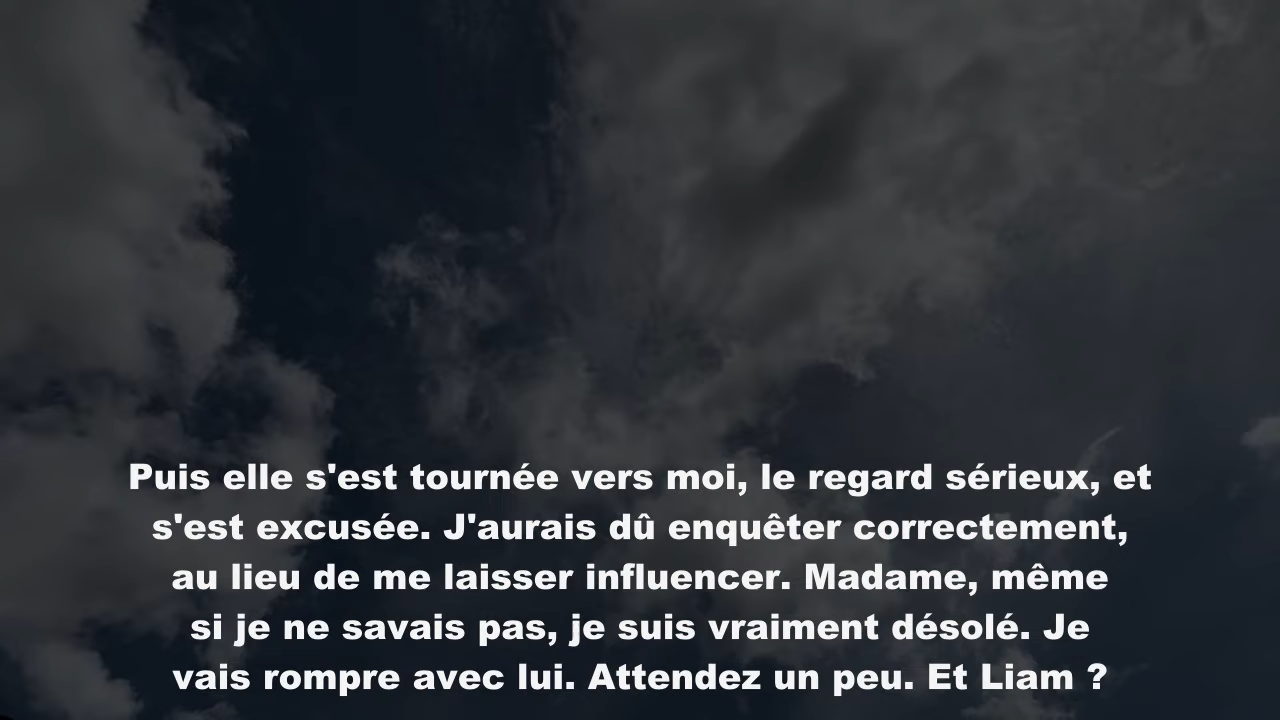 Puis elle s'est tournée vers moi, le regard sérieux, et
s'est excusée. J'aurais dû enquêter correctement,
au lieu de me laisser influencer. Madame, même
si je ne savais pas, je suis vraiment désolé. Je
vais rompre avec lui. Attendez un peu. Et Liam ?